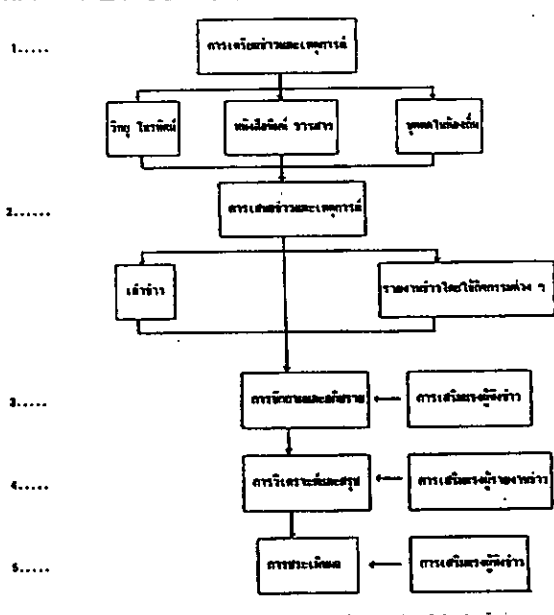 1.....
การเตรียมข่าวและเหตุการณ์
วิทยุ โทรทัศน์
หนังสือพิมพ์ วารสาร
บุคคลในท้องถิ่น
2......
การเสนอข่าวและเหตุการณ์
เล่าข่าว
รายงานข่าวโดยใช้กิจกรรมต่าง ๆ
3.....
การซักถามและอภิปราย
การเสริมแรงผู้ฟังข่าว
4.....
การวิเคราะห์และสรุป
การเสริมแรงผู้รายงานข่าว
5.....
การประเมินผล
การเสริมแรงผู้ฟังข่าว